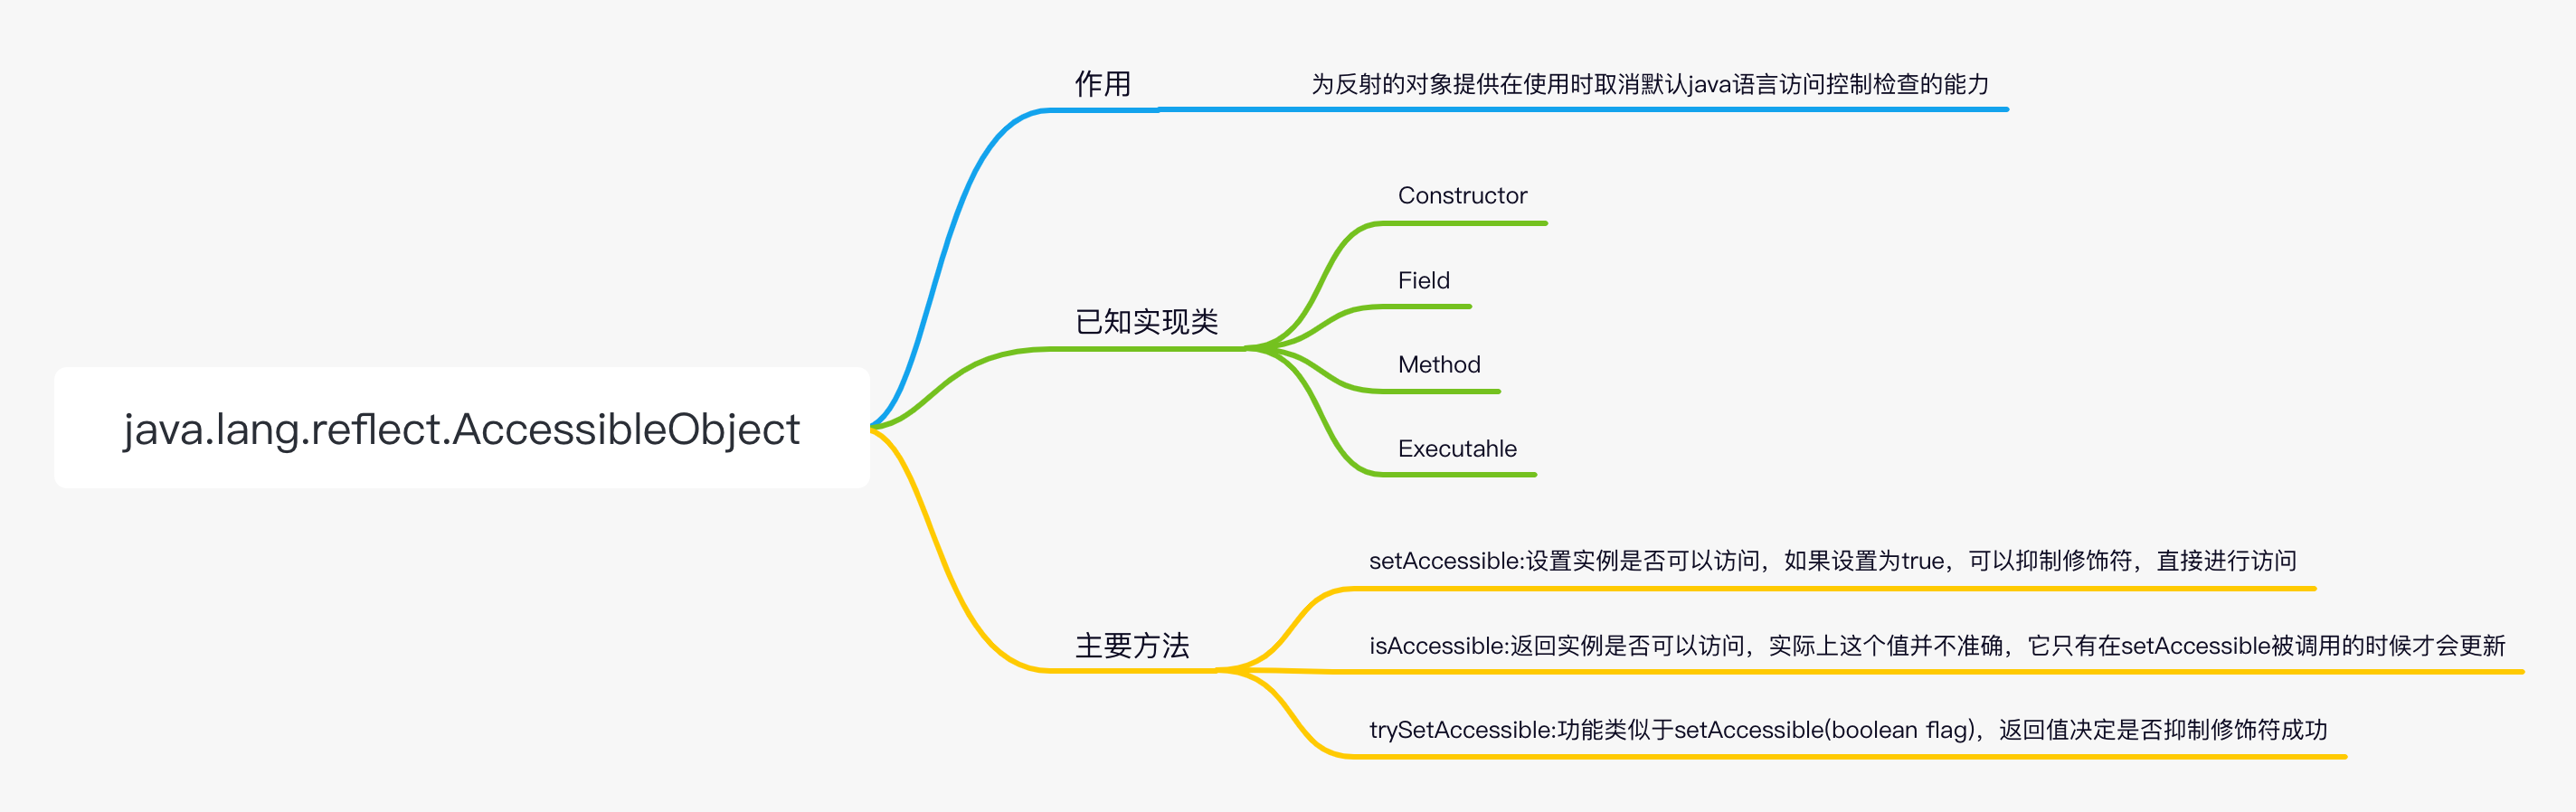 作用
为反射的对象提供在使用时取消默认java语言访问控制检查的能力
Constructor
Field
已知实现类
Method
java.lang.reflect.AccessibleObject
Executahle
setAccessible:设置实例是否可以访问，如果设置为true，可以抑制修饰符，直接进行访问
主要方法
isAccessible:返回实例是否可以访问，实际上这个值并不准确，它只有在setAccessible被调用的时候才会更新
trySetAccessible:功能类似于setAccessible(boolean flag)，返回值决定是否抑制修饰符成功